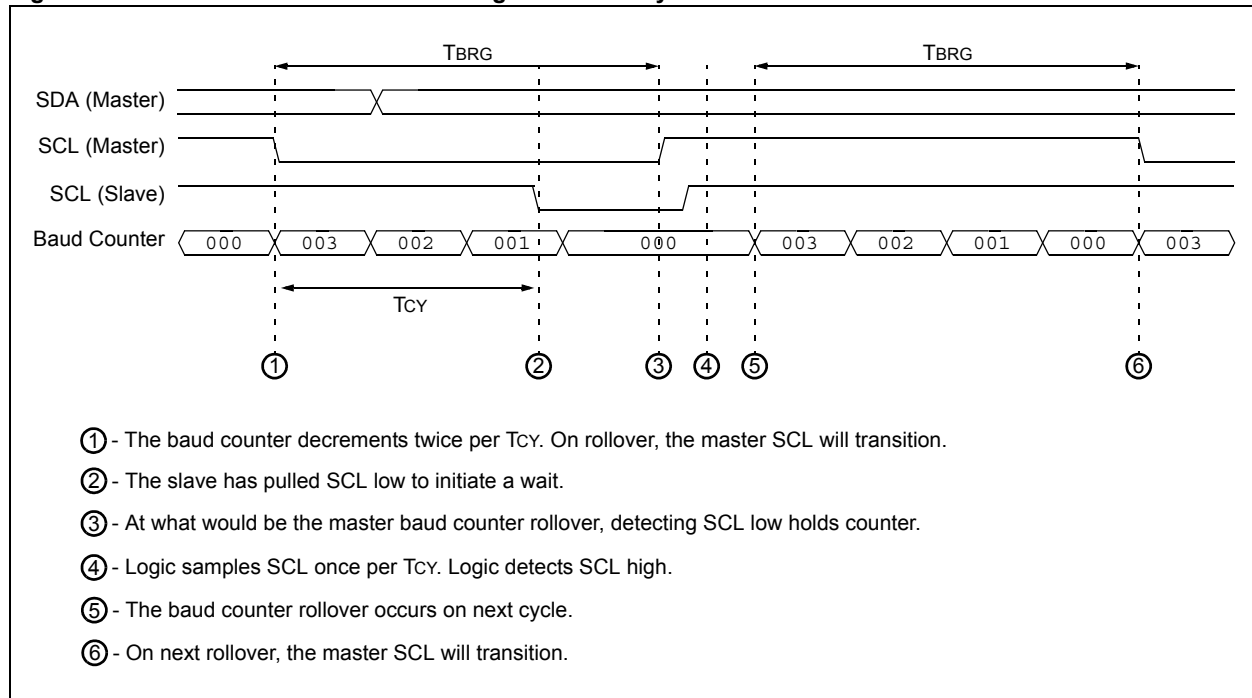 TBRG TBRG
SDA (Master)
SCL (Master)
SCL (Slave)
Baud Counter 000 003 002 001 000 003 002 001 000 003
TCY
1 2 3 4 5 6
① - The baud counter decrements twice per TCY. On rollover, the master SCL will transition.
② - The slave has pulled SCL low to initiate a wait.
③ - At what would be the master baud counter rollover, detecting SCL low holds counter.
④ - Logic samples SCL once per TCY. Logic detects SCL high.
⑤ - The baud counter rollover occurs on next cycle.
⑥ - On next rollover, the master SCL will transition.